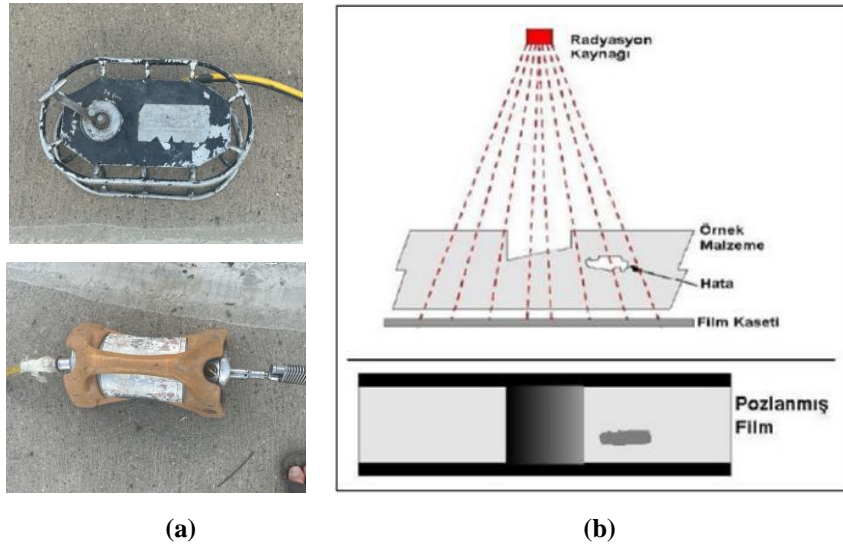 Radyasyon
Kaynağı
Örnek
Malzeme
Hata
Film Kaseti
Pozlanmış
Film
(a)
(b)